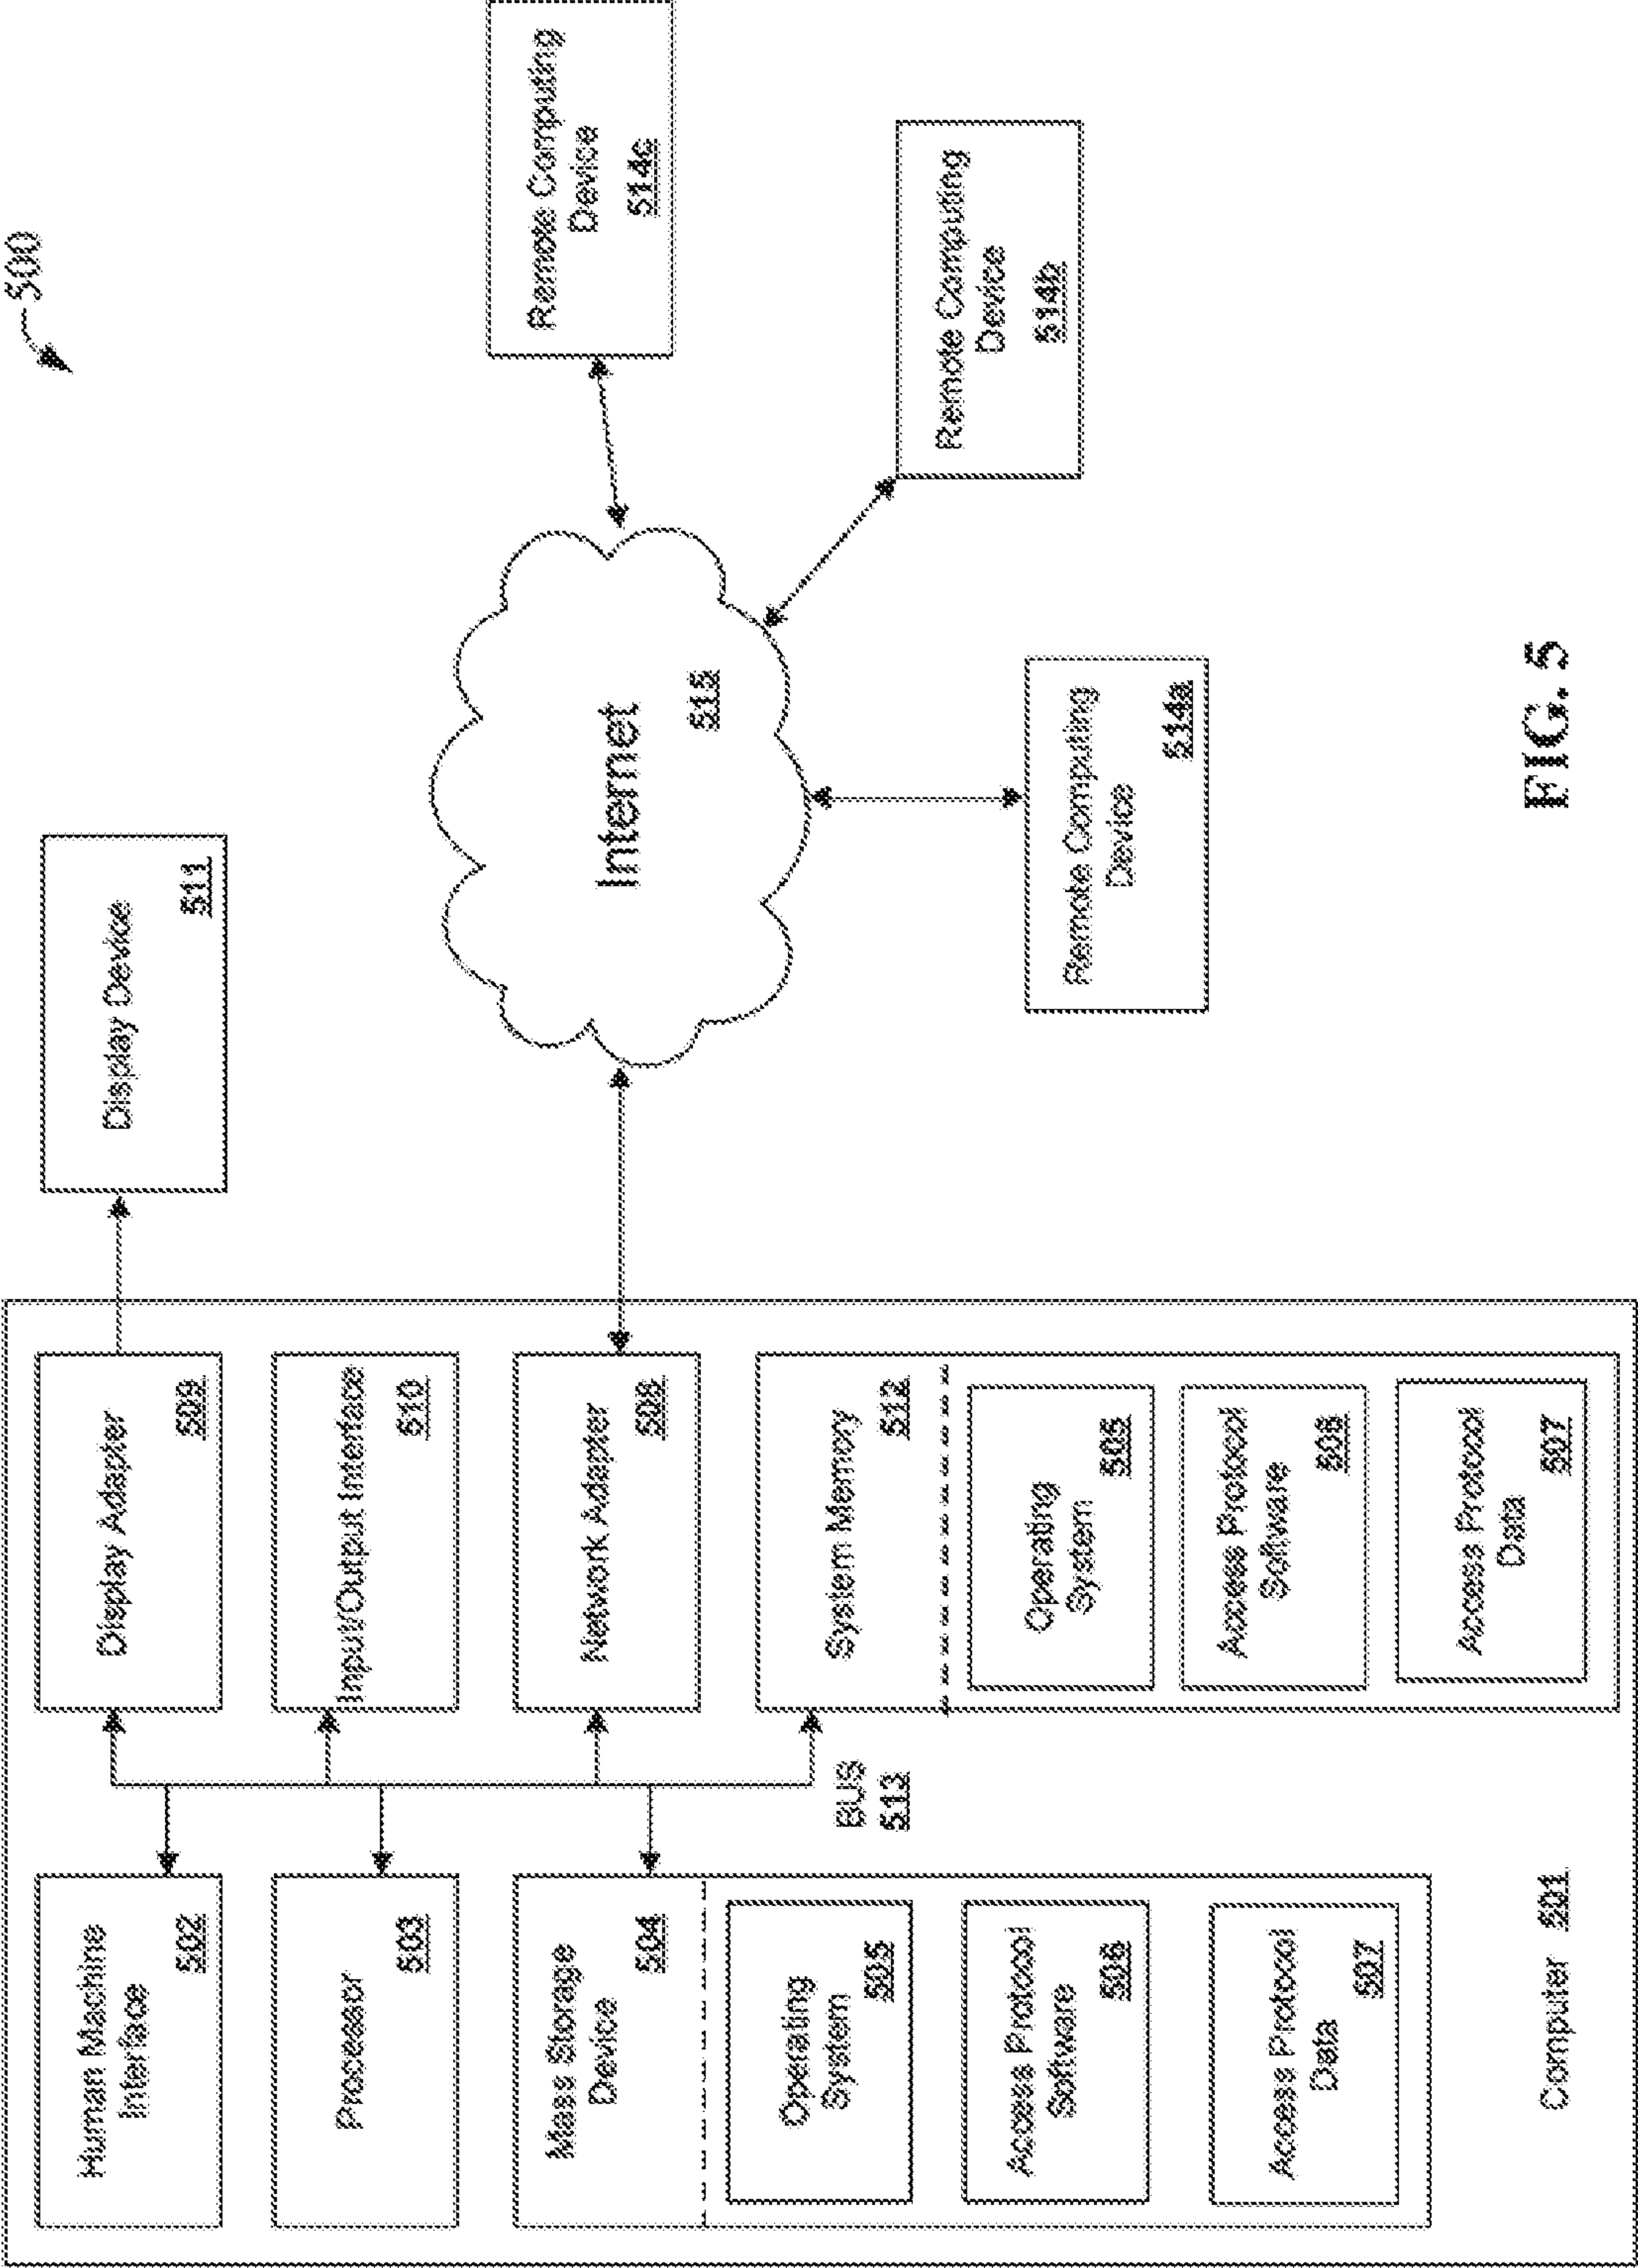 500
Human Machine
Interface
502
Processor
503
Mass Storage
Device
504
Operating
System
505
Access Protocol
Software
506
Access Protocol
Data
507
Computer 501
BUS
513
Display Adapter
509
Input/Output Interface
510
Network Adapter
508
System Memory
512
Operating
System
505
Access Protocol
Software
506
Access Protocol
Data
507
Display Device
511
Internet
515
Remote Computing
Device
514a
Remote Computing
Device
514b
Remote Computing
Device
514c
FIG. 5